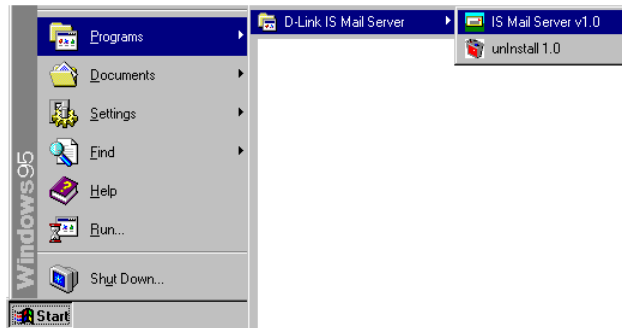 Programs
D-Link IS Mail Server
IS Mail Server v1.0
unInstall 1.0
Documents
Settings
Find
Help
Run...
Shut Down...
Windows95
Start